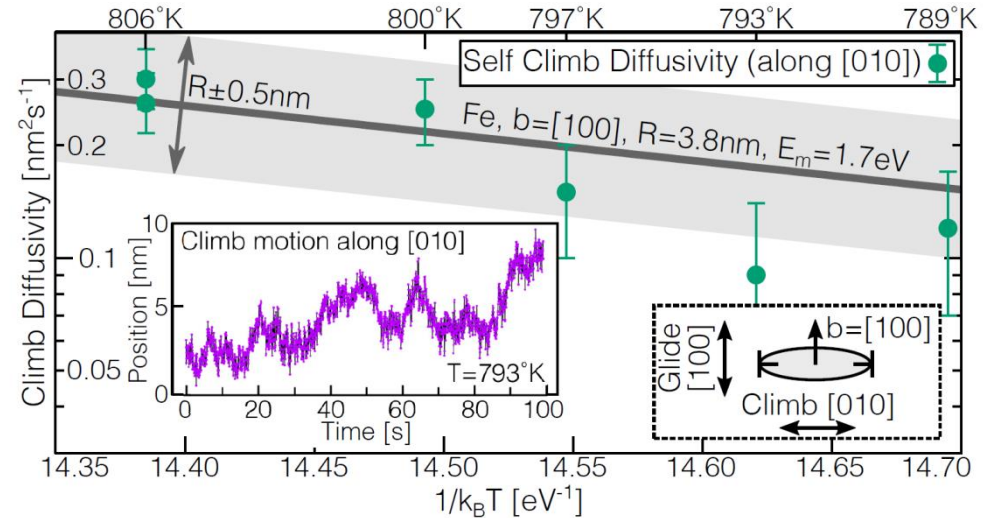 806°K 800°K 797°K 793°K 789°K
Self Climb Diffusivity (along [010])
R±0.5nm
Fe, b=[100], R=3.8nm, E_m=1.7eV
Climb Diffusivity [nm²s⁻¹]
0.3
0.2
0.1
0.05
Climb motion along [010]
Position [nm]
10
5
0
T=793°K
0 20 40 60 80 100
Time [s]
b=[100]
Glide
[100]
Climb [010]
14.35 14.40 14.45 14.50 14.55 14.60 14.65 14.70
1/k_BT [eV⁻¹]